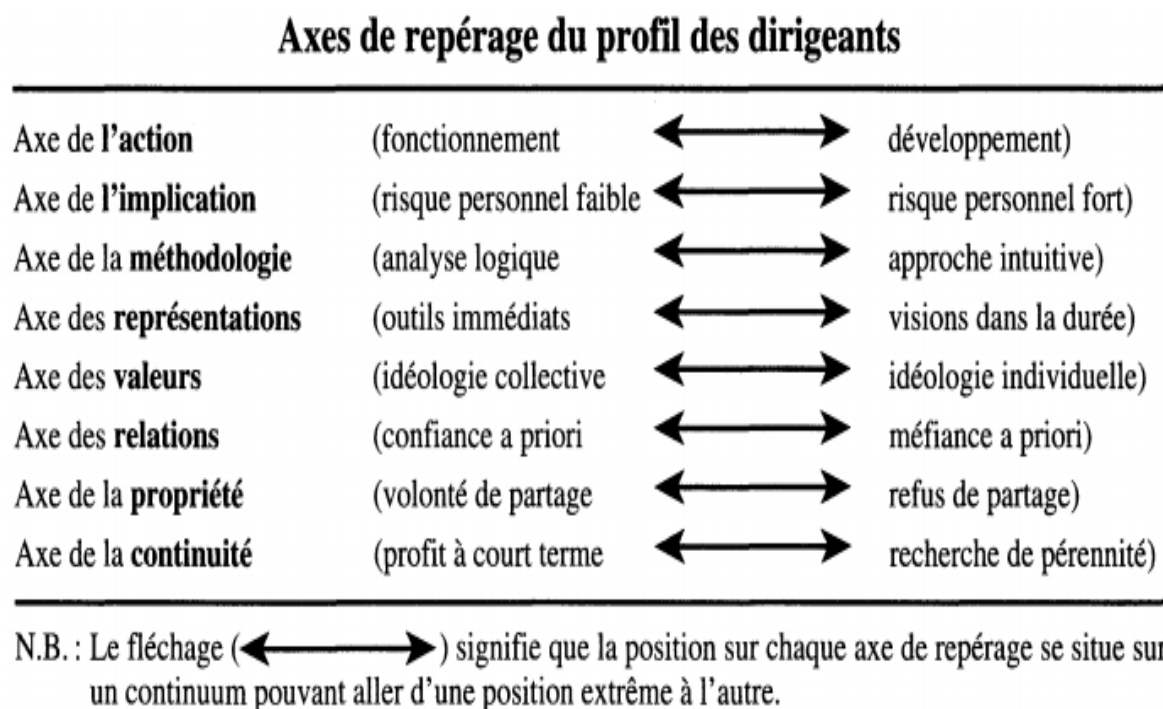 Axes de repérage du profil des dirigeants
Axe de l'action (fonctionnement développement)
Axe de l'implication (risque personnel faible risque personnel fort)
Axe de la méthodologie (analyse logique approche intuitive)
Axe des représentations (outils immédiats visions dans la durée)
Axe des valeurs (idéologie collective idéologie individuelle)
Axe des relations (confiance a priori méfiance a priori)
Axe de la propriété (volonté de partage refus de partage)
Axe de la continuité (profit à court terme recherche de pérennité)
N.B. : Le fléchage (↔) signifie que la position sur chaque axe de repérage se situe sur
un continuum pouvant aller d'une position extrême à l'autre.